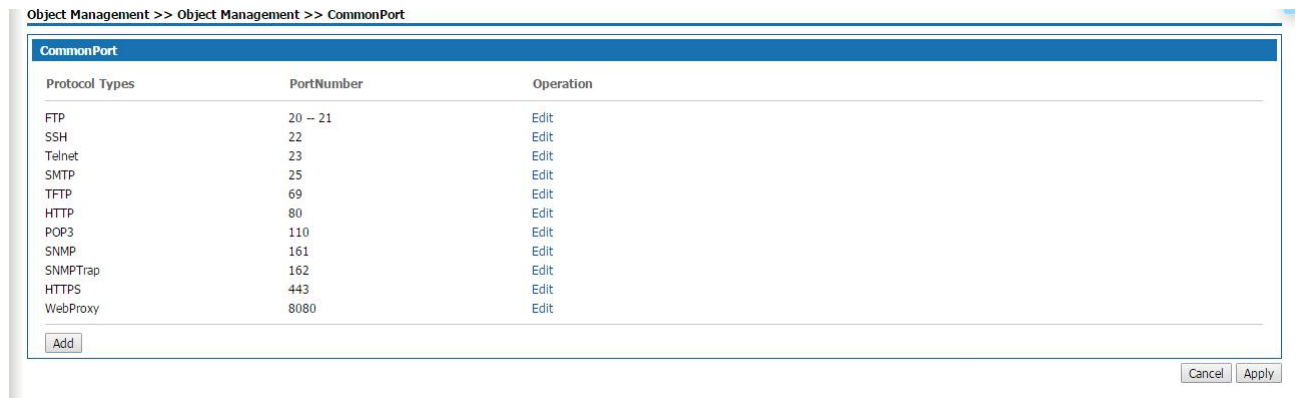 Object Management >> Object Management >> CommonPort
CommonPort
Protocol Types PortNumber Operation
FTP 20 -- 21 Edit
SSH 22 Edit
Telnet 23 Edit
SMTP 25 Edit
TFTP 69 Edit
HTTP 80 Edit
POP3 110 Edit
SNMP 161 Edit
SNMPTrap 162 Edit
HTTPS 443 Edit
WebProxy 8080 Edit
Add
Cancel Apply